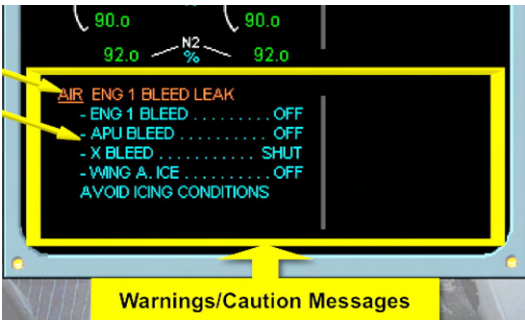 90.0 90.0
N2
92.0 % 92.0
AIR ENG 1 BLEED LEAK
- ENG 1 BLEED . . . . . . . . . . OFF
- APU BLEED . . . . . . . . . . . OFF
- X BLEED . . . . . . . . . . . SHUT
- WING A. ICE . . . . . . . . . . OFF
AVOID ICING CONDITIONS
Warnings/Caution Messages